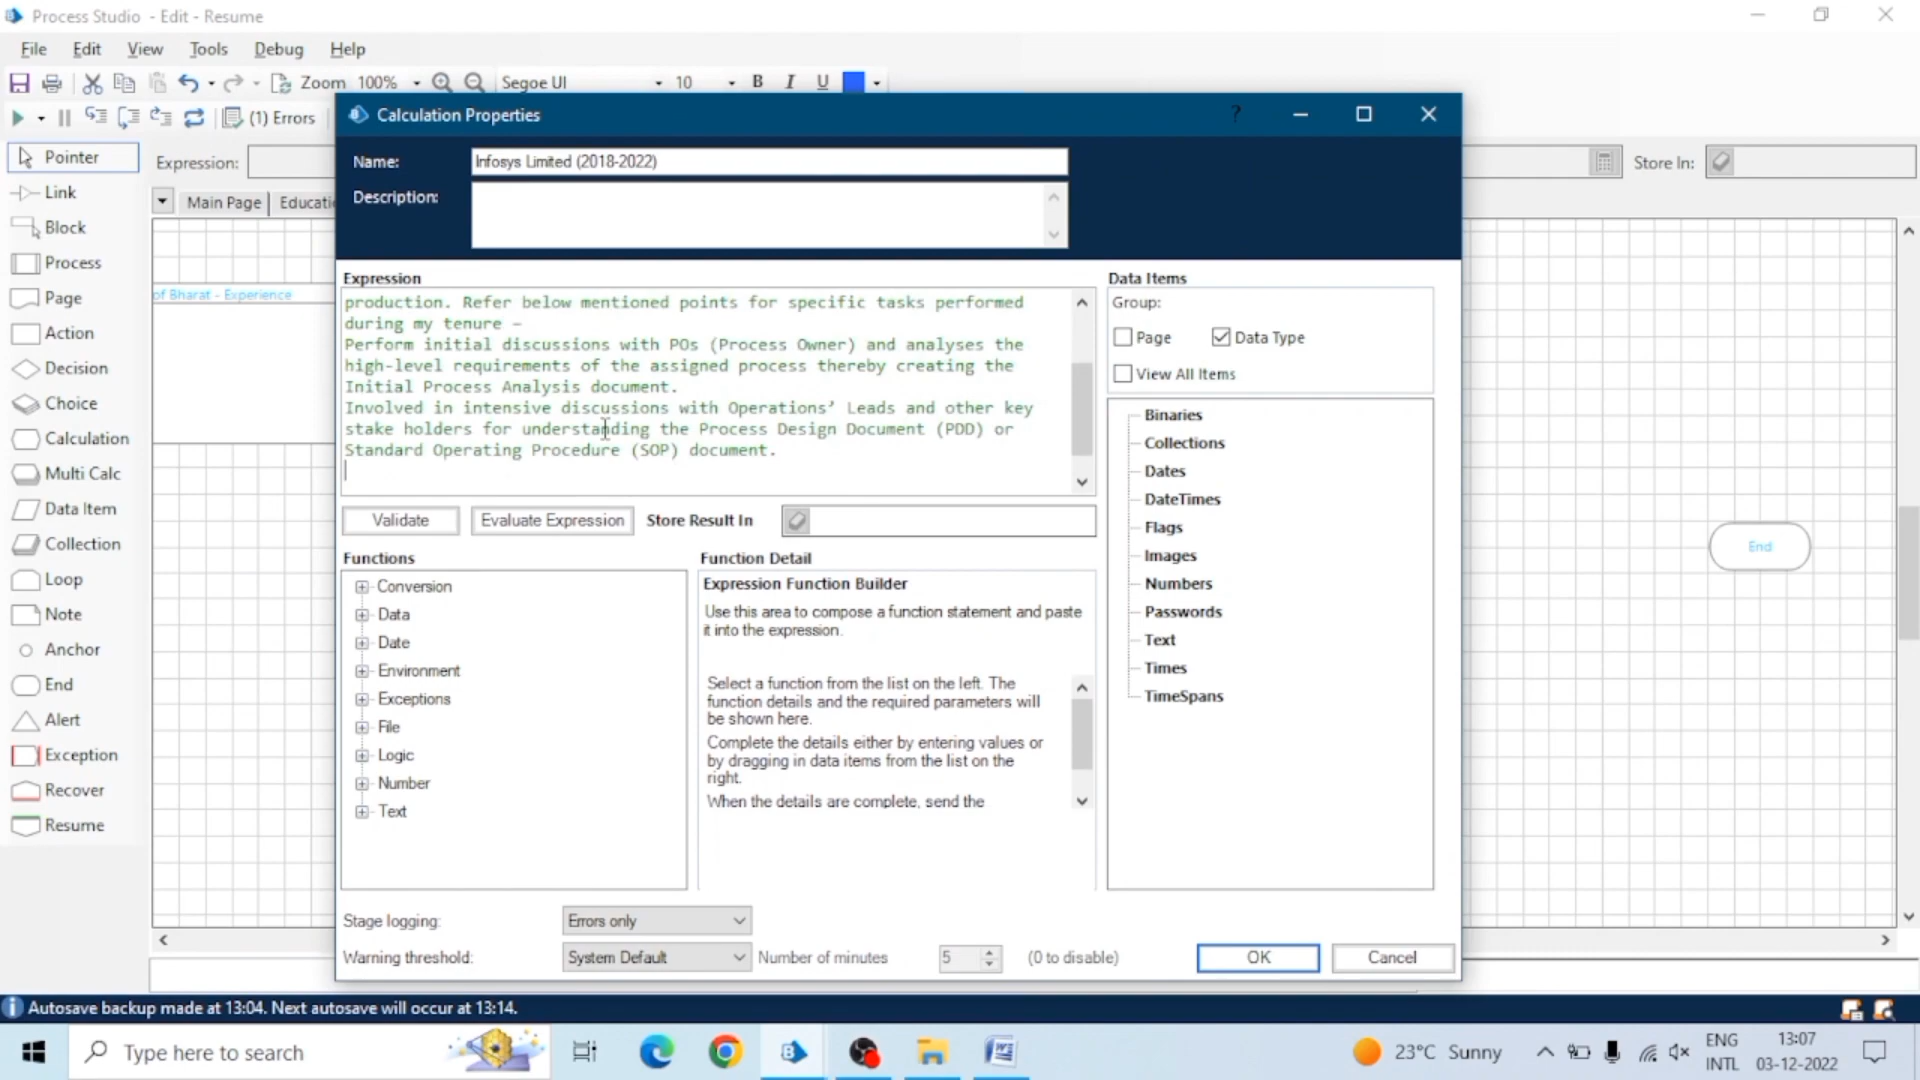 Process Studio - Edit - Resume
File Edit View Tools Debug Help
Zoom 100% Segoe UI 10 B I U
(1) Errors
Calculation Properties
Pointer
Link
Block
Process
Page
Action
Decision
Choice
Calculation
Multi Calc
Data Item
Collection
Loop
Note
Anchor
End
Alert
Exception
Recover
Resume
Expression:
Store In:
Main Page
Educati
of Bharat - Experience
End
Name: Infosys Limited (2018-2022)
Description:
Expression
production. Refer below mentioned points for specific tasks performed
during my tenure –
Perform initial discussions with POs (Process Owner) and analyses the
high-level requirements of the assigned process thereby creating the
Initial Process Analysis document.
Involved in intensive discussions with Operations’ Leads and other key
stake holders for understanding the Process Design Document (PDD) or
Standard Operating Procedure (SOP) document.
Validate Evaluate Expression Store Result In
Functions
Conversion
Data
Date
Environment
Exceptions
File
Logic
Number
Text
Function Detail
Expression Function Builder
Use this area to compose a function statement and paste
it into the expression.
Select a function from the list on the left. The
function details and the required parameters will
be shown here.
Complete the details either by entering values or
by dragging in data items from the list on the
right.
When the details are complete, send the
Data Items
Group:
Page Data Type
View All Items
Binaries
Collections
Dates
DateTimes
Flags
Images
Numbers
Passwords
Text
Times
TimeSpans
Stage logging: Errors only
Warning threshold: System Default Number of minutes 5 (0 to disable)
OK Cancel
Autosave backup made at 13:04. Next autosave will occur at 13:14.
Type here to search
23°C Sunny
ENG
INTL
13:07
03-12-2022